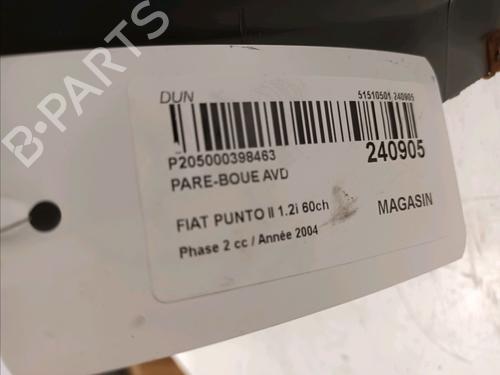 B-PARTS
DUN 51510501 240905
P205000398463 240905
PARE-BOUE AVD
FIAT PUNTO II 1.2i 60ch MAGASIN
Phase 2 cc / Année 2004